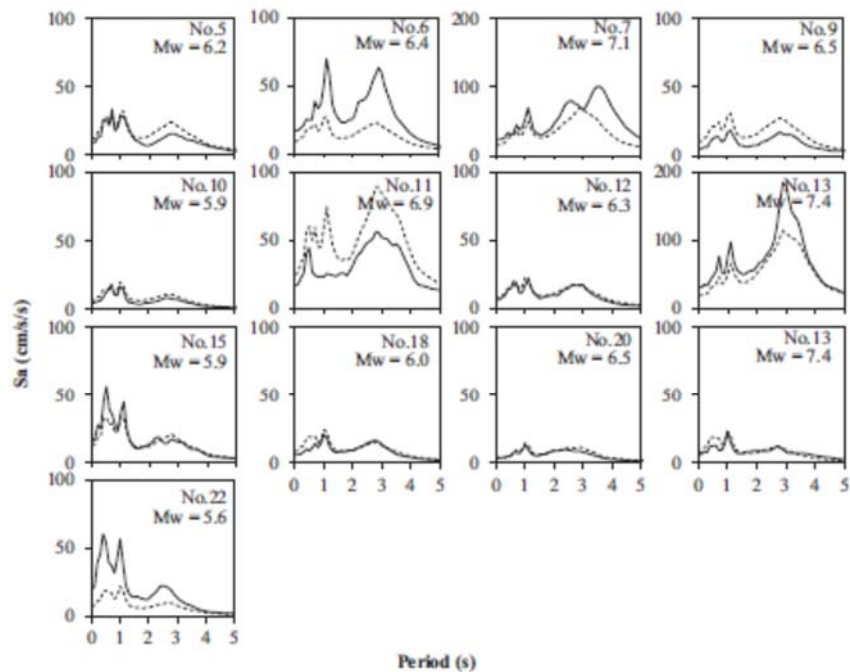 100 50 0 No.5 Mw = 6.2
100 50 0 No.6 Mw = 6.4
200 100 0 No.7 Mw = 7.1
100 50 0 No.9 Mw = 6.5
100 50 0 No.10 Mw = 5.9
100 50 0 No.11 Mw = 6.9
100 50 0 No.12 Mw = 6.3
200 100 0 No.13 Mw = 7.4
100 50 0 No.15 Mw = 5.9
100 50 0 No.18 Mw = 6.0
100 50 0 No.20 Mw = 6.5
100 50 0 No.13 Mw = 7.4
0 1 2 3 4 5
0 1 2 3 4 5
0 1 2 3 4 5
100 50 0 No.22 Mw = 5.6
0 1 2 3 4 5
Sa (cm/s/s)
Period (s)